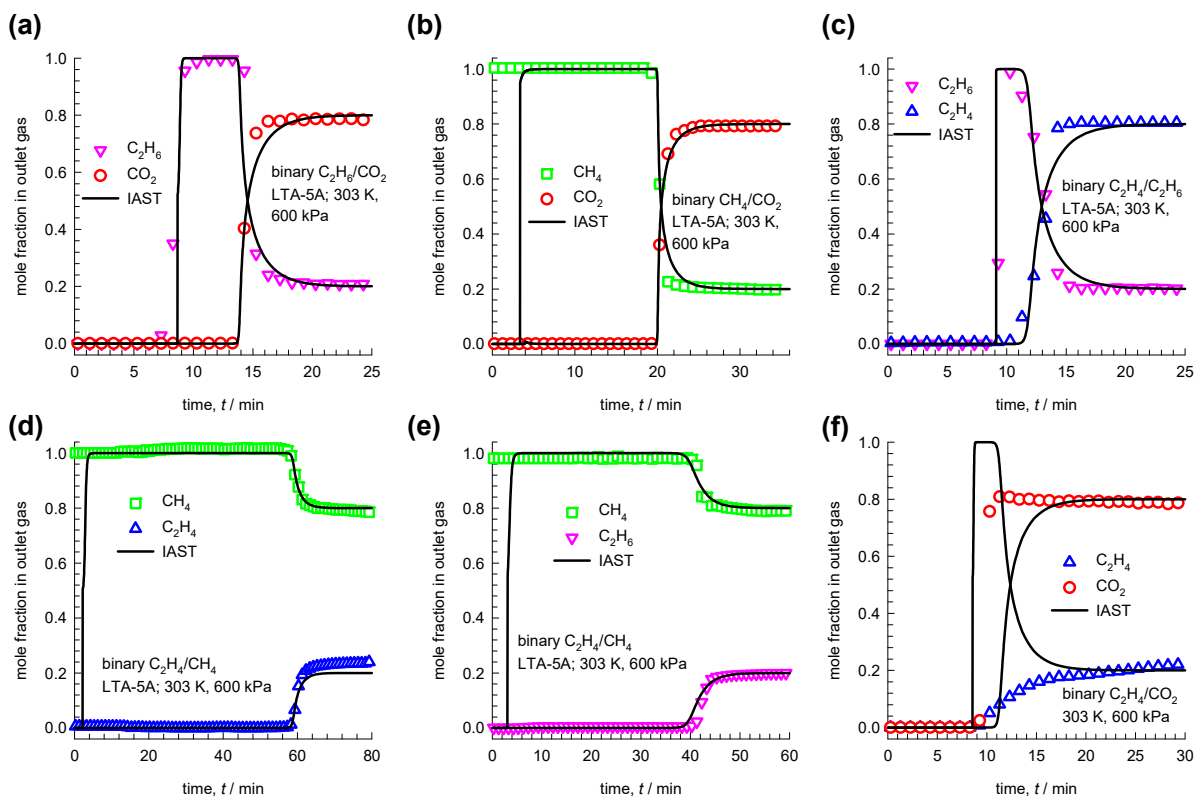 (a)
mole fraction in outlet gas
1.0
0.8
0.6
0.4
0.2
0.0
C2H6
CO2
IAST
binary C2H6/CO2
LTA-5A; 303 K,
600 kPa
0 5 10 15 20 25
time, t / min
(b)
mole fraction in outlet gas
1.0
0.8
0.6
0.4
0.2
0.0
CH4
CO2
IAST
binary CH4/CO2
LTA-5A; 303 K,
600 kPa
0 10 20 30
time, t / min
(c)
mole fraction in outlet gas
1.0
0.8
0.6
0.4
0.2
0.0
C2H6
C2H4
IAST
binary C2H4/C2H6
LTA-5A; 303 K,
600 kPa
0 5 10 15 20 25
time, t / min
(d)
mole fraction in outlet gas
1.0
0.8
0.6
0.4
0.2
0.0
CH4
C2H4
IAST
binary C2H4/CH4
LTA-5A; 303 K, 600 kPa
0 20 40 60 80
time, t / min
(e)
mole fraction in outlet gas
1.0
0.8
0.6
0.4
0.2
0.0
CH4
C2H6
IAST
binary C2H4/CH4
LTA-5A; 303 K, 600 kPa
0 10 20 30 40 50 60
time, t / min
(f)
mole fraction in outlet gas
1.0
0.8
0.6
0.4
0.2
0.0
C2H4
CO2
IAST
binary C2H4/CO2
303 K, 600 kPa
0 5 10 15 20 25 30
time, t / min